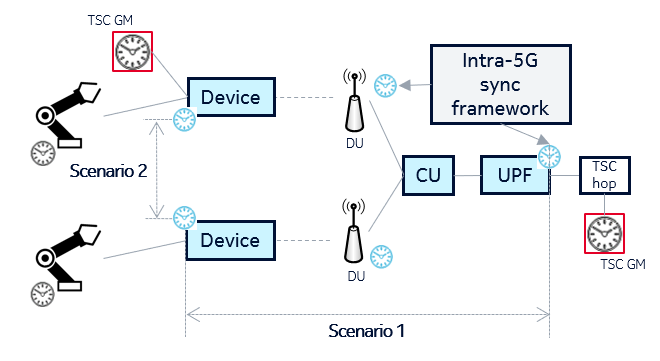 TSC GM
Device
DU
Intra-5G
sync
framework
Scenario 2
CU
UPF
TSC
hop
Device
DU
TSC GM
Scenario 1